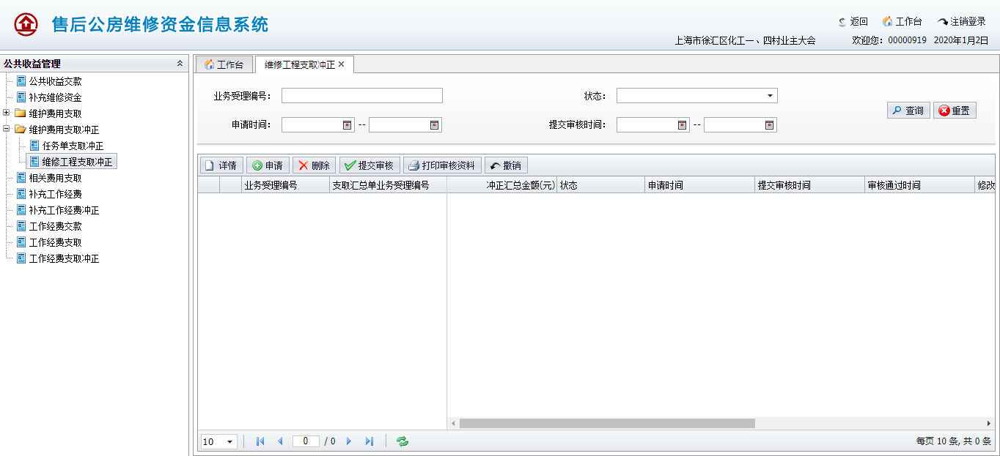 售后公房维修资金信息系统
返回 工作台 注销登录
上海市徐汇区化工一、四村业主大会 欢迎您：00000919 2020年1月2日
公共收益管理
公共收益交款
补充维修资金
维护费用支取
维护费用支取冲正
任务单支取冲正
维修工程支取冲正
相关费用支取
补充工作经费
补充工作经费冲正
工作经费交款
工作经费支取
工作经费支取冲正
工作台 维修工程支取冲正
业务受理编号： 状态：
查询 重置
申请时间： -- 提交审核时间： --
详情 申请 删除 提交审核 打印审核资料 撤销
业务受理编号 支取汇总单业务受理编号 冲正汇总金额(元) 状态 申请时间 提交审核时间 审核通过时间 修改
10 0 / 0 每页 10 条, 共 0 条